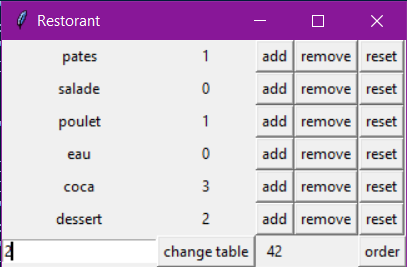 Restorant
pates 1 add remove reset
salade 0 add remove reset
poulet 1 add remove reset
eau 0 add remove reset
coca 3 add remove reset
dessert 2 add remove reset
2 change table 42 order